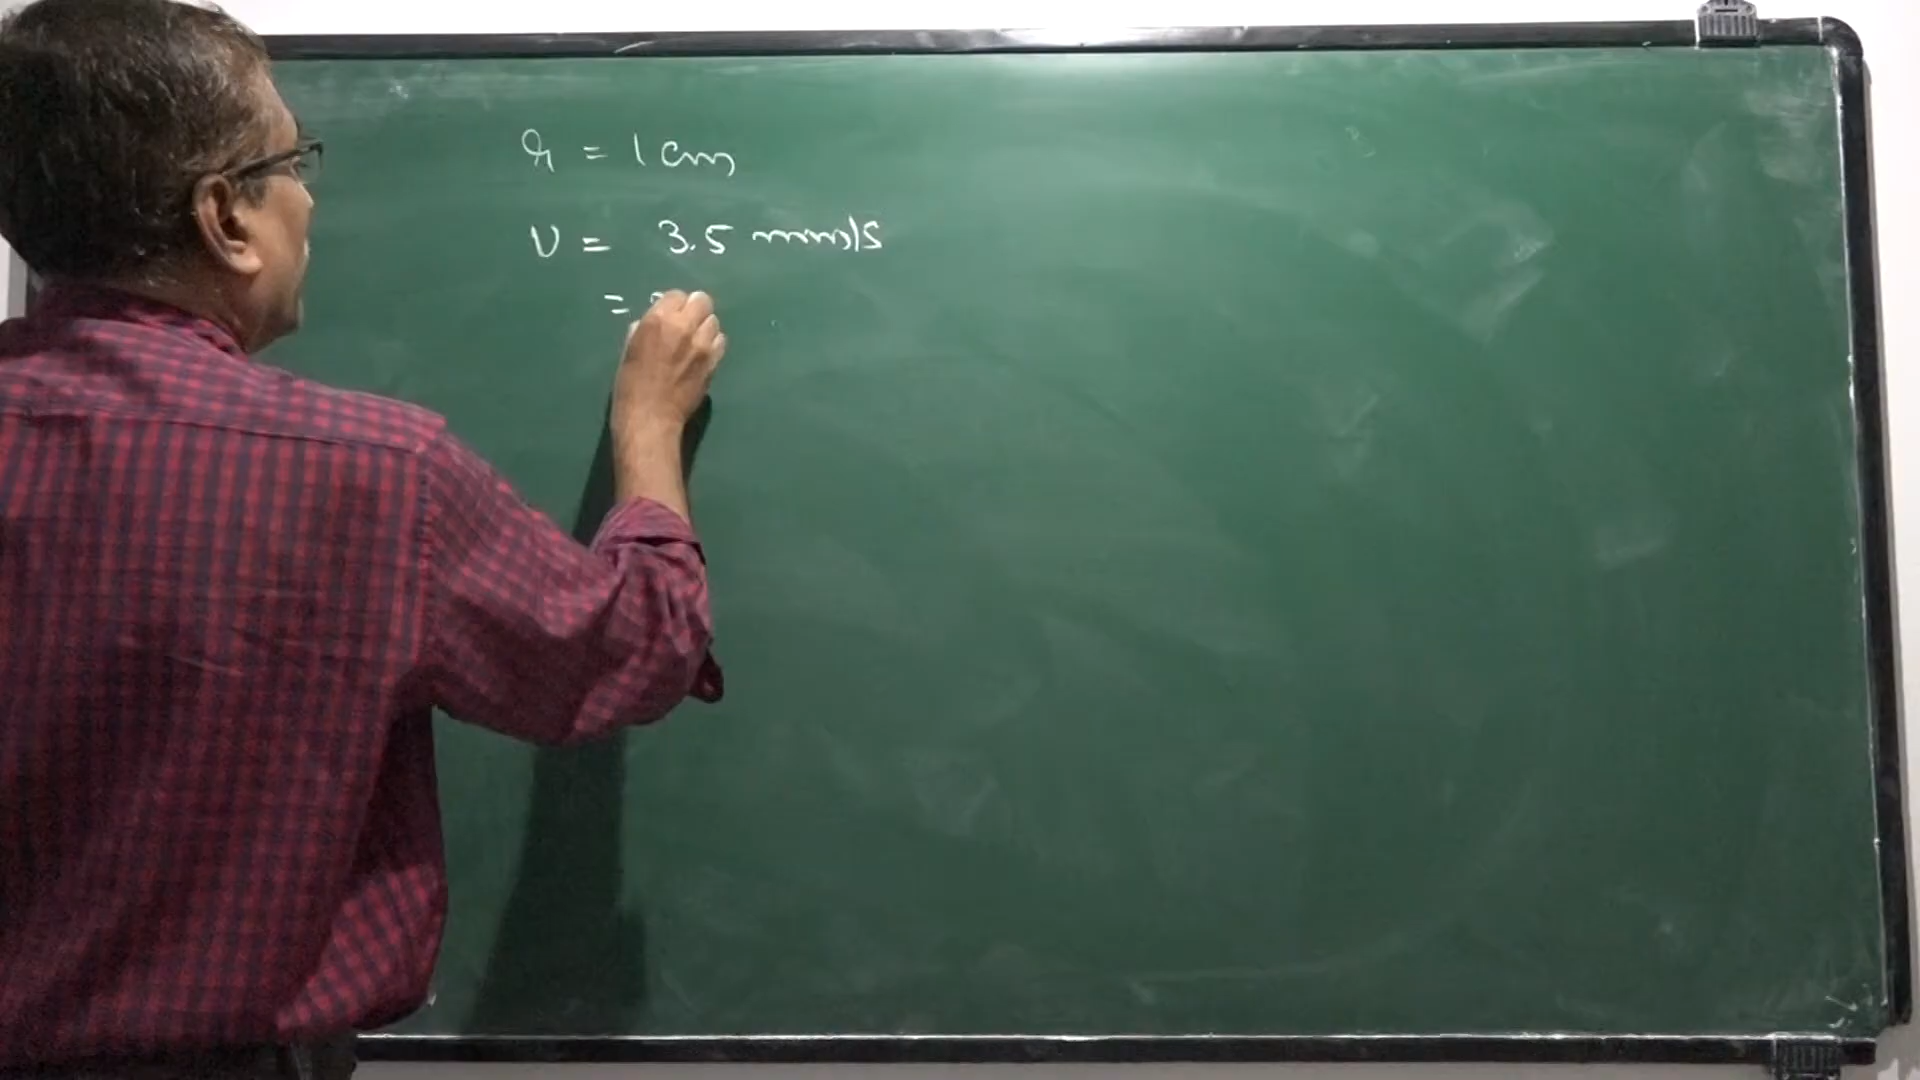 r = 1 cm
v = 3.5 mm/s
=